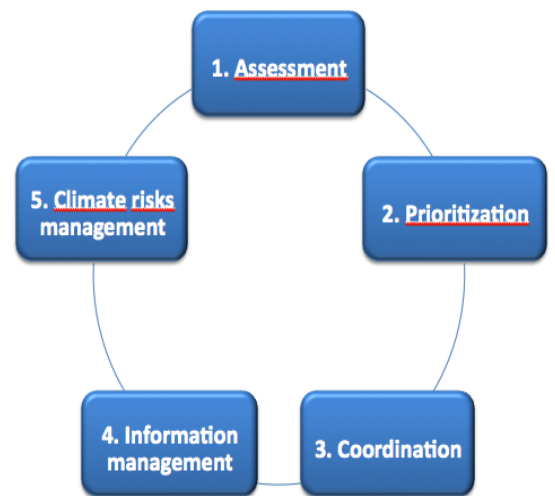 1. Assessment
2. Prioritization
3. Coordination
4. Information
management
5. Climate risks
management